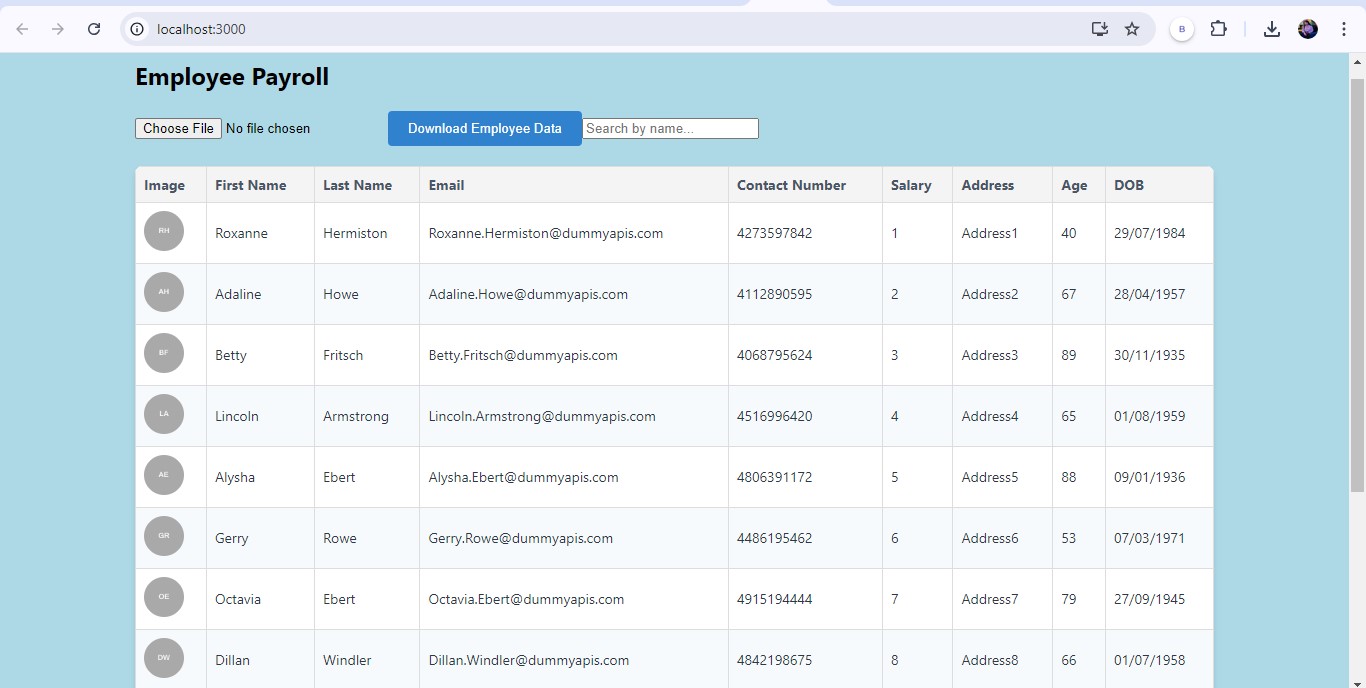 localhost:3000
B
Employee Payroll
Choose File No file chosen Download Employee Data Search by name...
Image First Name Last Name Email Contact Number Salary Address Age DOB
RH Roxanne Hermiston Roxanne.Hermiston@dummyapis.com 4273597842 1 Address1 40 29/07/1984
AH Adaline Howe Adaline.Howe@dummyapis.com 4112890595 2 Address2 67 28/04/1957
BF Betty Fritsch Betty.Fritsch@dummyapis.com 4068795624 3 Address3 89 30/11/1935
LA Lincoln Armstrong Lincoln.Armstrong@dummyapis.com 4516996420 4 Address4 65 01/08/1959
AE Alysha Ebert Alysha.Ebert@dummyapis.com 4806391172 5 Address5 88 09/01/1936
GR Gerry Rowe Gerry.Rowe@dummyapis.com 4486195462 6 Address6 53 07/03/1971
OE Octavia Ebert Octavia.Ebert@dummyapis.com 4915194444 7 Address7 79 27/09/1945
DW Dillan Windler Dillan.Windler@dummyapis.com 4842198675 8 Address8 66 01/07/1958